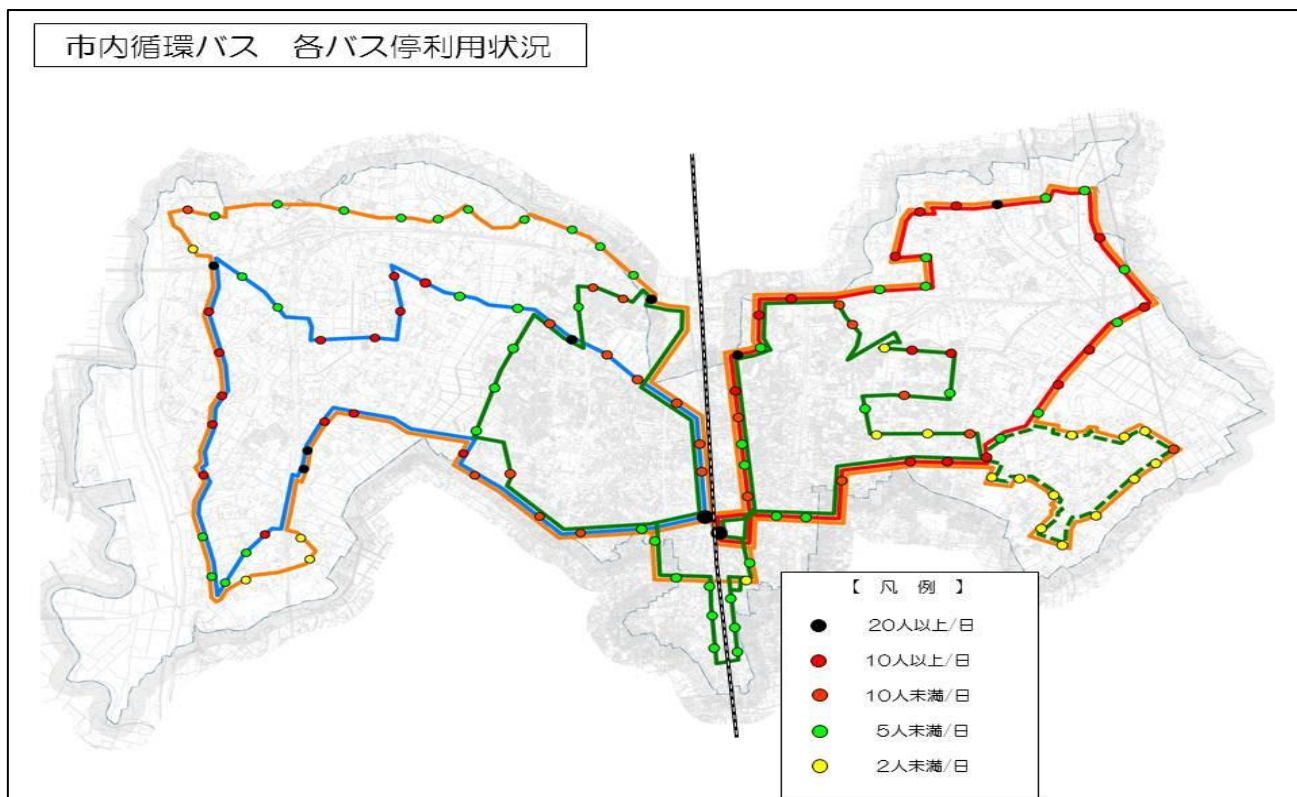 市内循環バス　各バス停利用状況
【　凡　例　】
20人以上/日
10人以上/日
10人未満/日
5人未満/日
2人未満/日